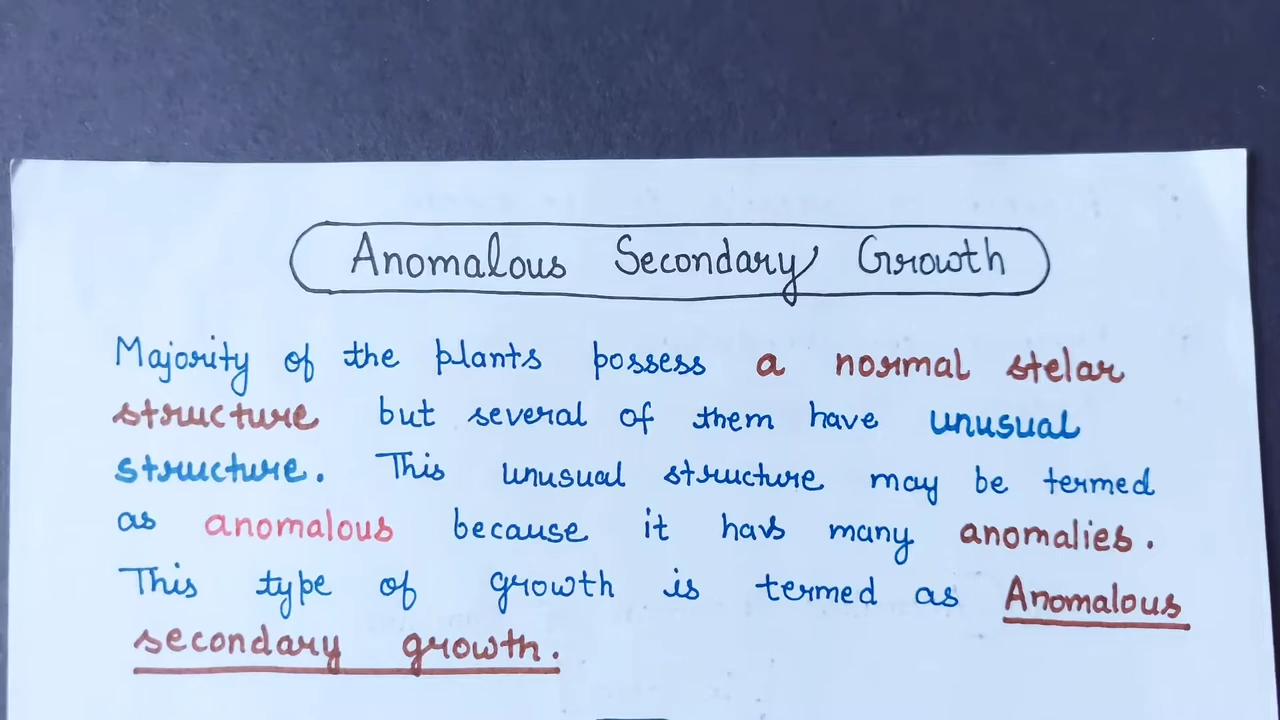 Anomalous Secondary Growth
Majority of the plants possess a normal stelar
structure but several of them have unusual
structure. This unusual structure may be termed
as anomalous because it havs many anomalies.
This type of growth is termed as Anomalous
secondary growth.